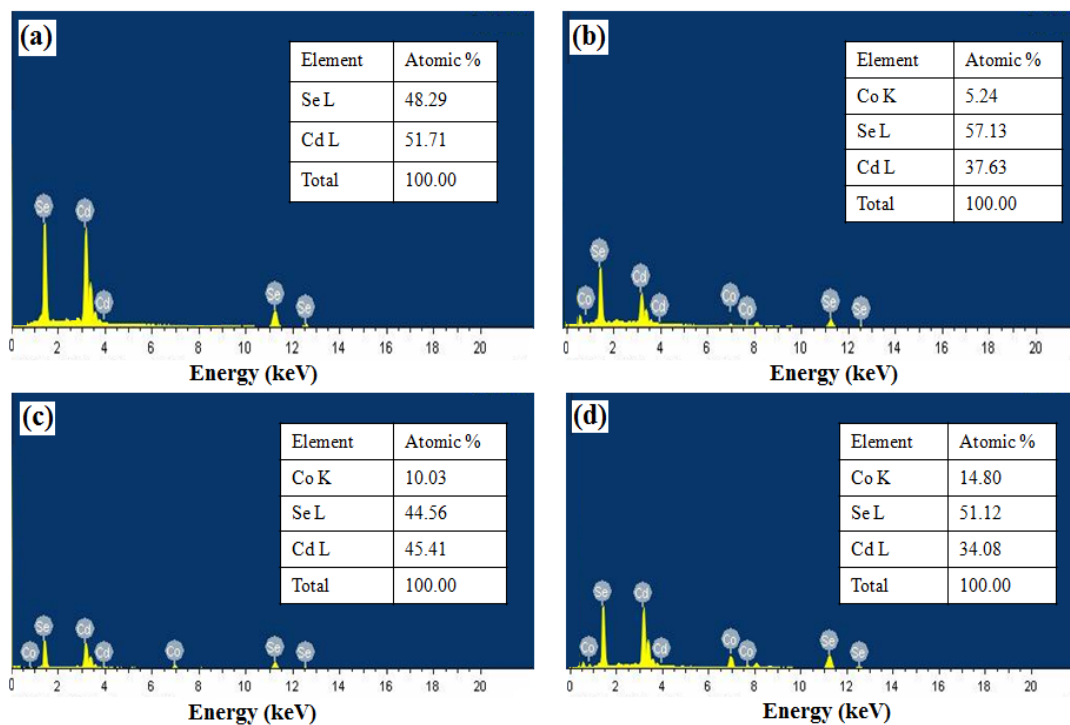 (a)
Element Atomic %
Se L 48.29
Cd L 51.71
Total 100.00
Se Cd Cd Se Se
0 2 4 6 8 10 12 14 16 18 20
Energy (keV)
(b)
Element Atomic %
Co K 5.24
Se L 57.13
Cd L 37.63
Total 100.00
Co Se Cd Cd Co Co Se Se
0 2 4 6 8 10 12 14 16 18 20
Energy (keV)
(c)
Element Atomic %
Co K 10.03
Se L 44.56
Cd L 45.41
Total 100.00
Co Se Cd Cd Co Se Se
0 2 4 6 8 10 12 14 16 18 20
Energy (keV)
(d)
Element Atomic %
Co K 14.80
Se L 51.12
Cd L 34.08
Total 100.00
Co Se Cd Cd Co Co Se Se
0 2 4 6 8 10 12 14 16 18 20
Energy (keV)